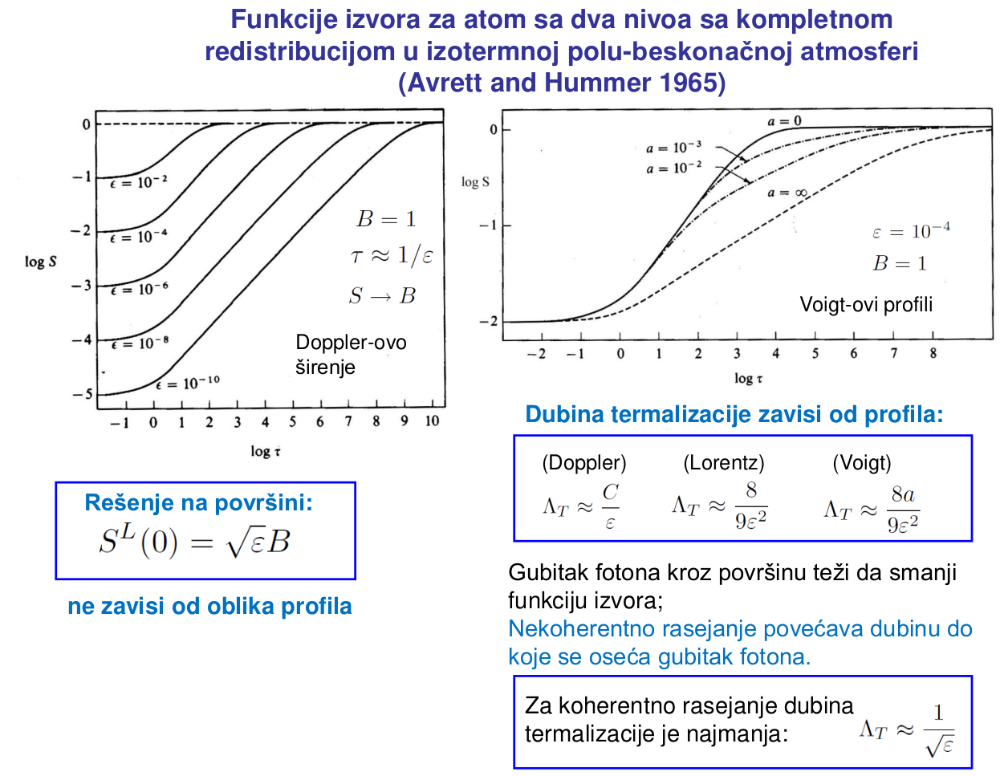 Funkcije izvora za atom sa dva nivoa sa kompletnom
redistribucijom u izotermnoj polu-beskonačnoj atmosferi
(Avrett and Hummer 1965)
0
−1
−2
−3
−4
−5
log S
ϵ = 10⁻²
ϵ = 10⁻⁴
ϵ = 10⁻⁶
ϵ = 10⁻⁸
ϵ = 10⁻¹⁰
B = 1
τ ≈ 1/ε
S → B
Doppler-ovo
širenje
−1 0 1 2 3 4 5 6 7 8 9 10
log τ
0
−1
−2
log S
a = 0
a = 10⁻³
a = 10⁻²
a = ∞
ε = 10⁻⁴
B = 1
Voigt-ovi profili
−2 −1 0 1 2 3 4 5 6 7 8
log τ
Rešenje na površini:
S^L(0) = √εB
ne zavisi od oblika profila
Dubina termalizacije zavisi od profila:
(Doppler) (Lorentz) (Voigt)
Λ_T ≈ C/ε Λ_T ≈ 8/9ε² Λ_T ≈ 8a/9ε²
Gubitak fotona kroz površinu teži da smanji
funkciju izvora;
Nekoherentno rasejanje povećava dubinu do
koje se oseća gubitak fotona.
Za koherentno rasejanje dubina
termalizacije je najmanja: Λ_T ≈ 1/√ε